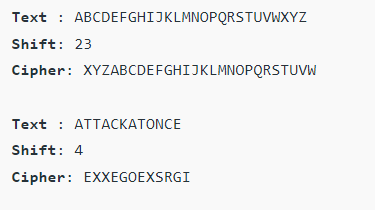 Text : ABCDEFGHIJKLMNOPQRSTUVWXYZ
Shift: 23
Cipher: XYZABCDEFGHIJKLMNOPQRSTUVW
Text : ATTACKATONCE
Shift: 4
Cipher: EXXEGOEXSRGI